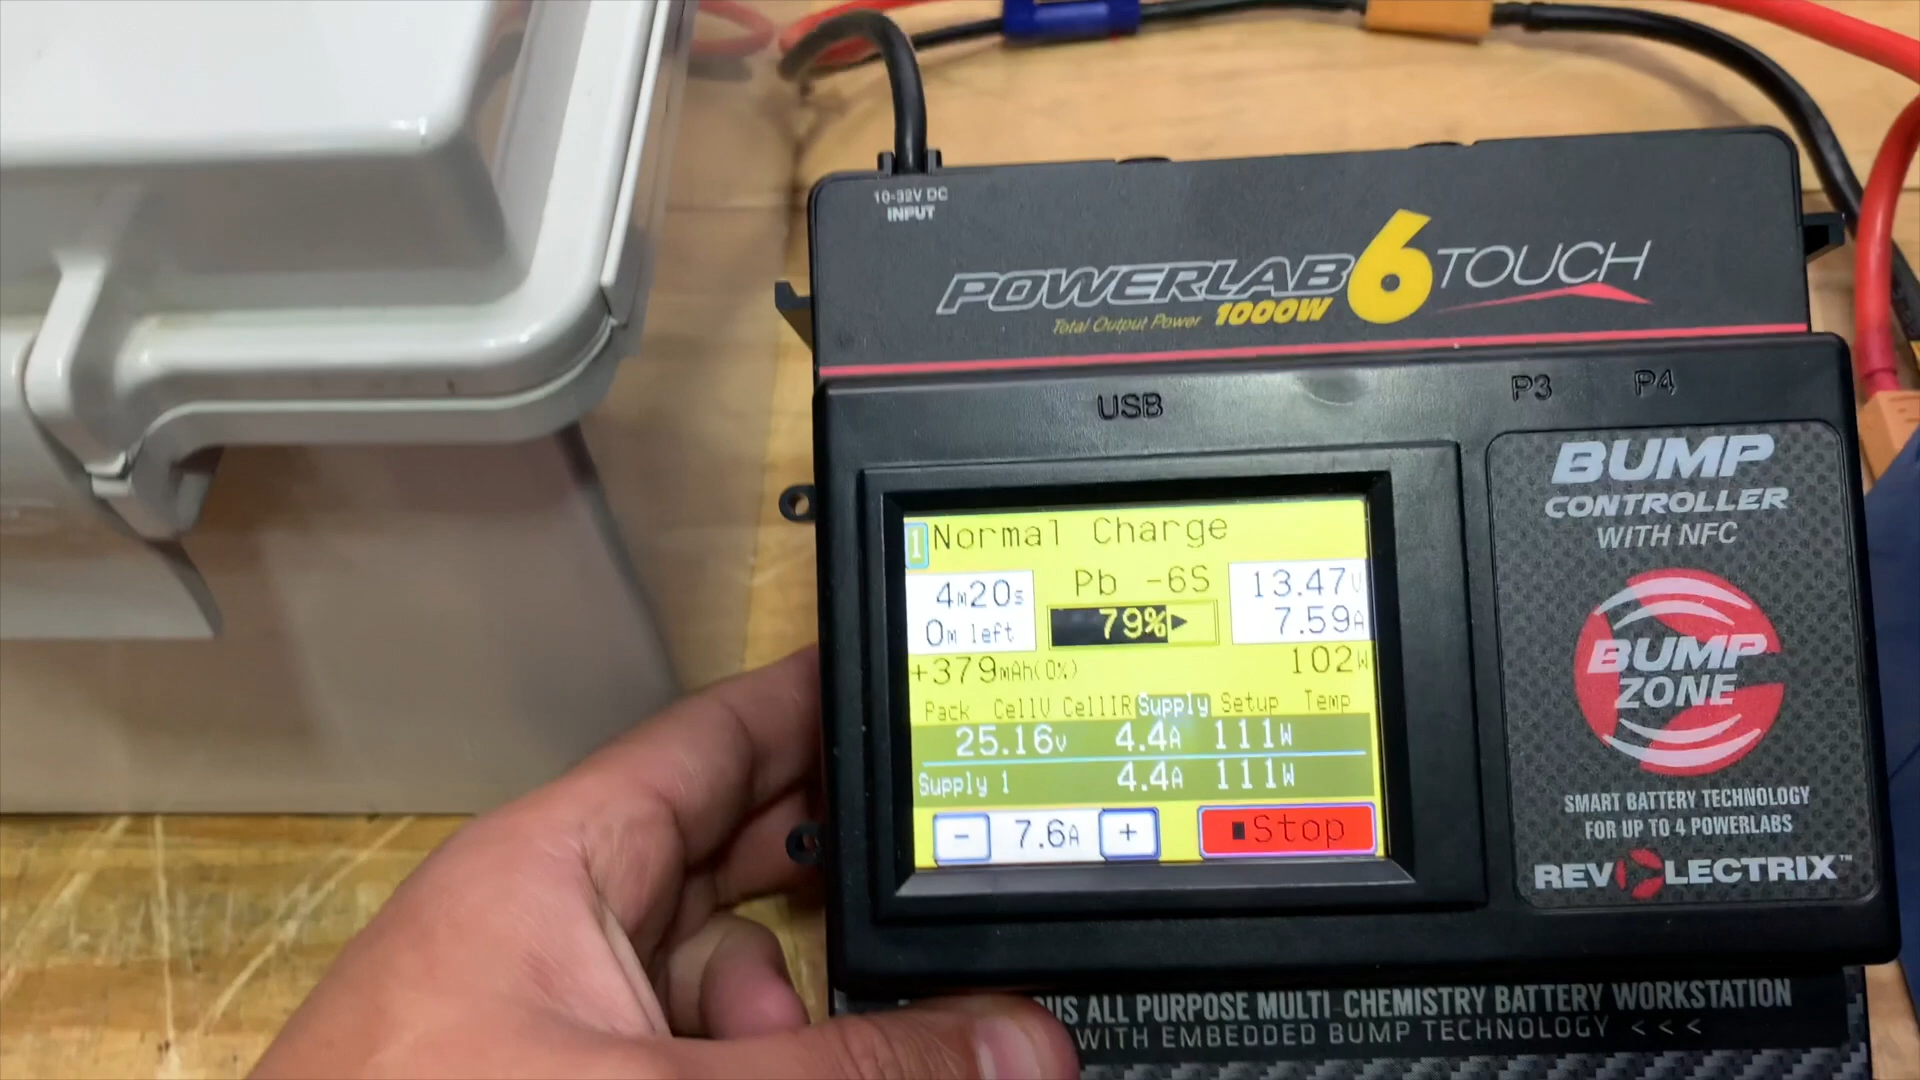 10-32V DC
INPUT
POWERLAB 6 TOUCH
Total Output Power 1000W
USB
P3 P4
1 Normal Charge
4m20s
0m left
Pb -6S
79%
13.47V
7.59A
+379mAh(0%)
102W
Pack CellV CellIR Supply Setup Temp
25.16V 4.4A 111W
Supply 1 4.4A 111W
- 7.6A + Stop
BUMP
CONTROLLER
WITH NFC
BUMP
ZONE
SMART BATTERY TECHNOLOGY
FOR UP TO 4 POWERLABS
REVOLECTRIX™
ALL PURPOSE MULTI-CHEMISTRY BATTERY WORKSTATION
WITH EMBEDDED BUMP TECHNOLOGY < < <